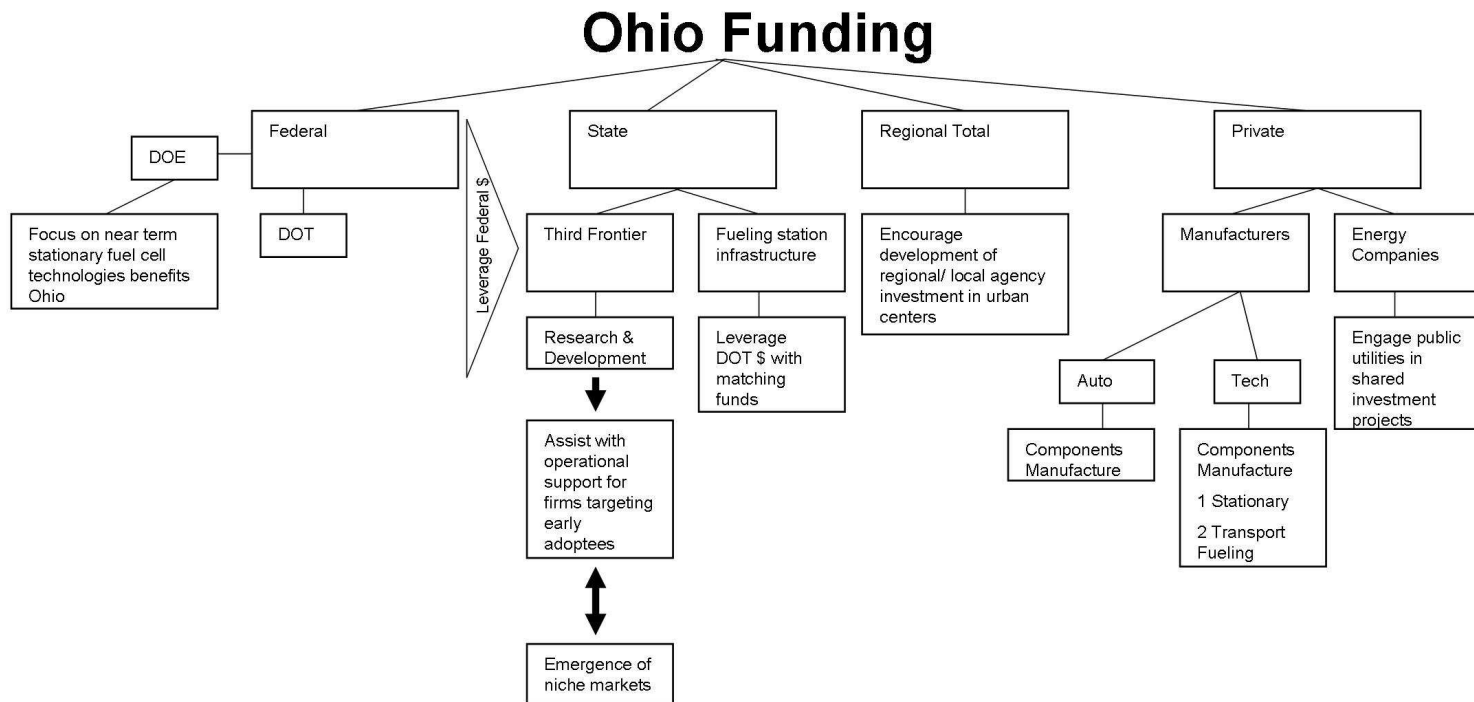 Ohio Funding
Federal
State
Regional Total
Private
DOE
Leverage Federal $
Focus on near term
stationary fuel cell
technologies benefits
Ohio
DOT
Third Frontier
Fueling station
infrastructure
Encourage
development of
regional/ local agency
investment in urban
centers
Manufacturers
Energy
Companies
Research &
Development
Leverage
DOT $ with
matching
funds
Auto
Tech
Engage public
utilities in
shared
investment
projects
Assist with
operational
support for
firms targeting
early
adoptees
Components
Manufacture
Components
Manufacture
1 Stationary
2 Transport
Fueling
Emergence of
niche markets